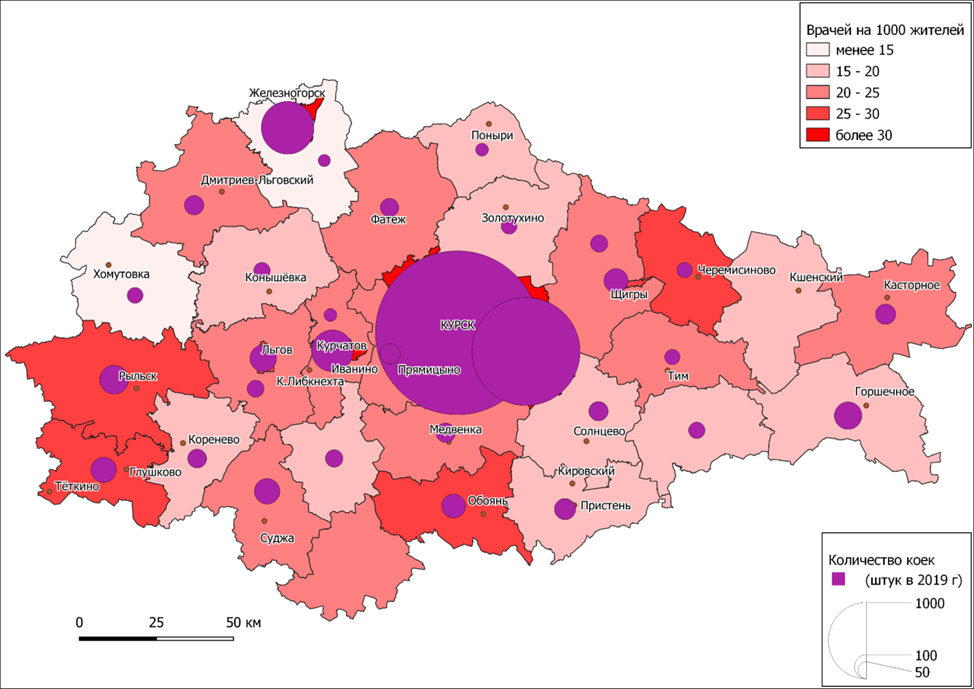 Врачей на 1000 жителей
менее 15
15 - 20
20 - 25
25 - 30
более 30
Железногорск
Поныри
Дмитриев-Льговский
Фатеж
Золотухино
Хомутовка
Конышёвка
Черемисиново
Кшенский
Касторное
Щигры
КУРСК
Курчатов
Льгов
Иванино
Прямицыно
К.Либкнехта
Рыльск
Тим
Горшечное
Медвенка
Солнцево
Коренево
Глушково
Тёткино
Кировский
Обоянь
Пристень
Суджа
Количество коек
(штук в 2019 г)
1000
100
50
0 25 50 км